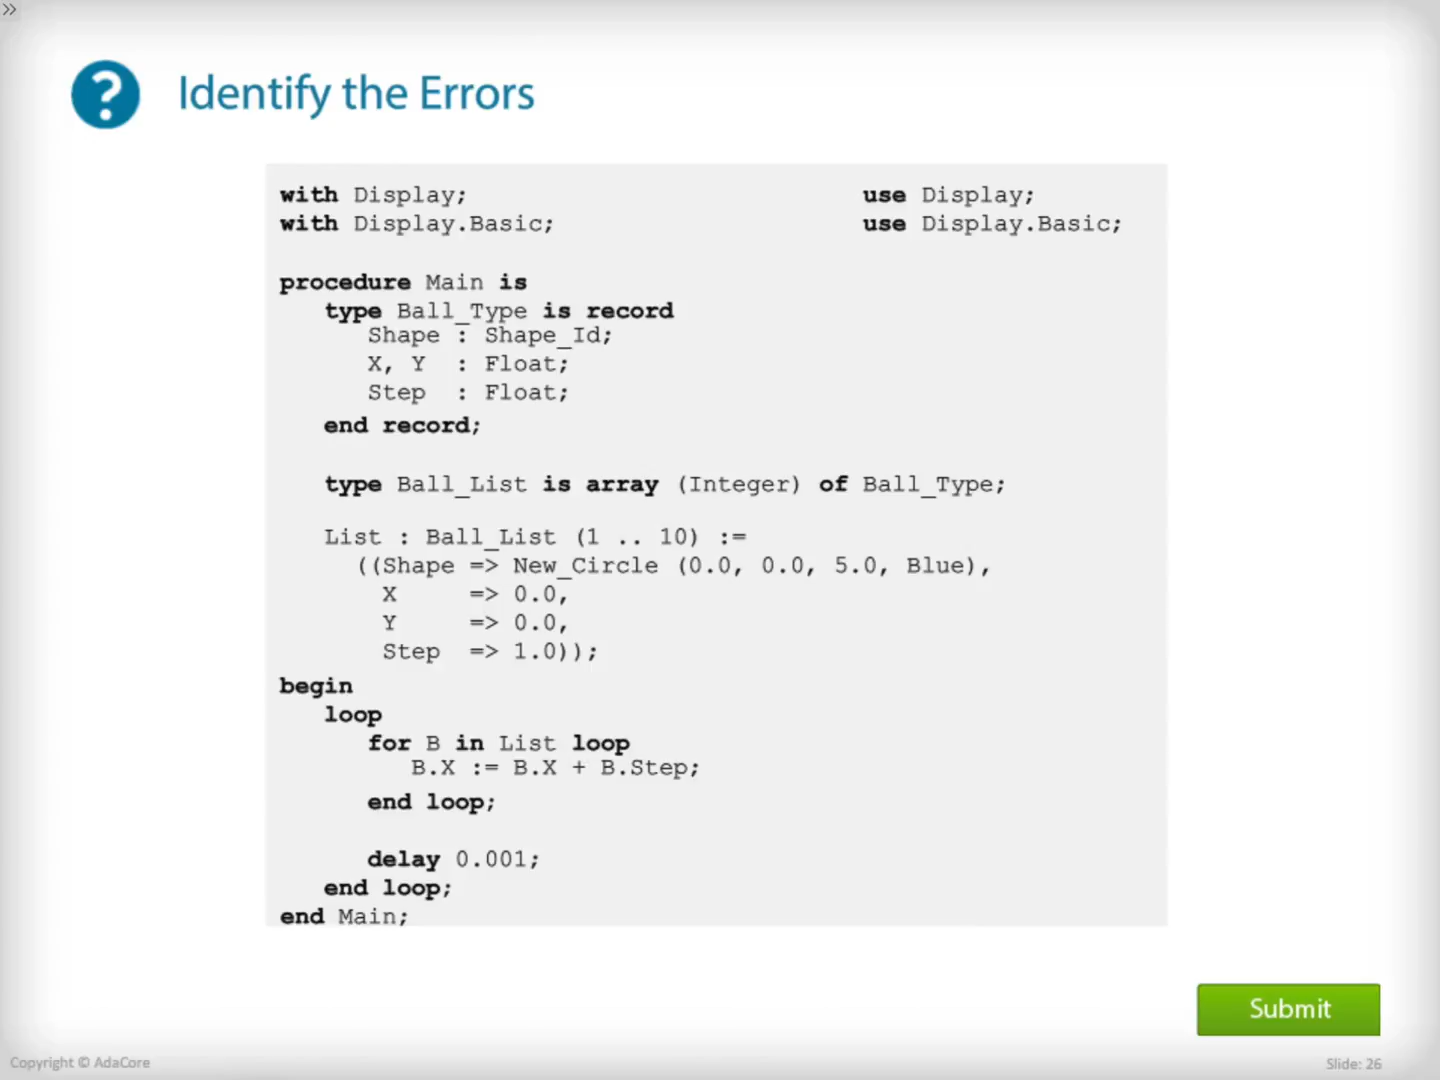 >>
Identify the Errors
with Display; use Display;
with Display.Basic; use Display.Basic;
procedure Main is
type Ball_Type is record
Shape : Shape_Id;
X, Y : Float;
Step : Float;
end record;
type Ball_List is array (Integer) of Ball_Type;
List : Ball_List (1 .. 10) :=
((Shape => New_Circle (0.0, 0.0, 5.0, Blue),
X => 0.0,
Y => 0.0,
Step => 1.0));
begin
loop
for B in List loop
B.X := B.X + B.Step;
end loop;
delay 0.001;
end loop;
end Main;
Submit
Copyright © AdaCore
Slide: 26